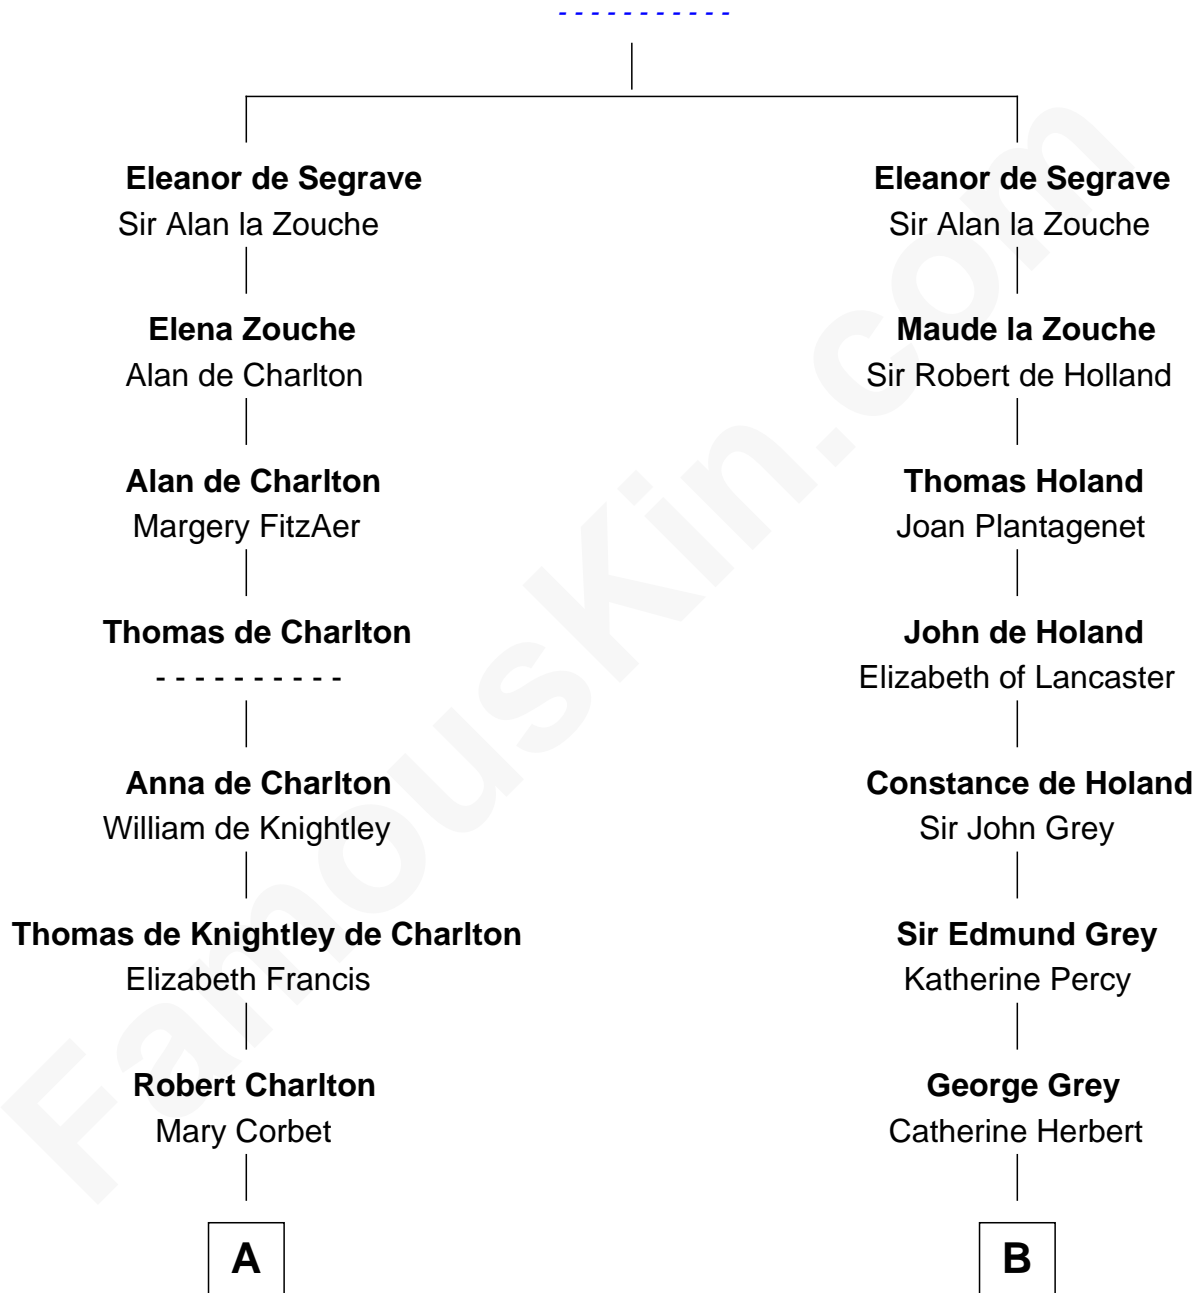 - - - - - - - - - - -
Eleanor de Segrave
Sir Alan la Zouche
Eleanor de Segrave
Sir Alan la Zouche
Elena Zouche
Alan de Charlton
Maude la Zouche
Sir Robert de Holland
Alan de Charlton
Margery FitzAer
Thomas Holand
Joan Plantagenet
Thomas de Charlton
- - - - - - - - - -
John de Holand
Elizabeth of Lancaster
Anna de Charlton
William de Knightley
Constance de Holand
Sir John Grey
Thomas de Knightley de Charlton
Elizabeth Francis
Sir Edmund Grey
Katherine Percy
Robert Charlton
Mary Corbet
George Grey
Catherine Herbert
A
B
FamousKin.com